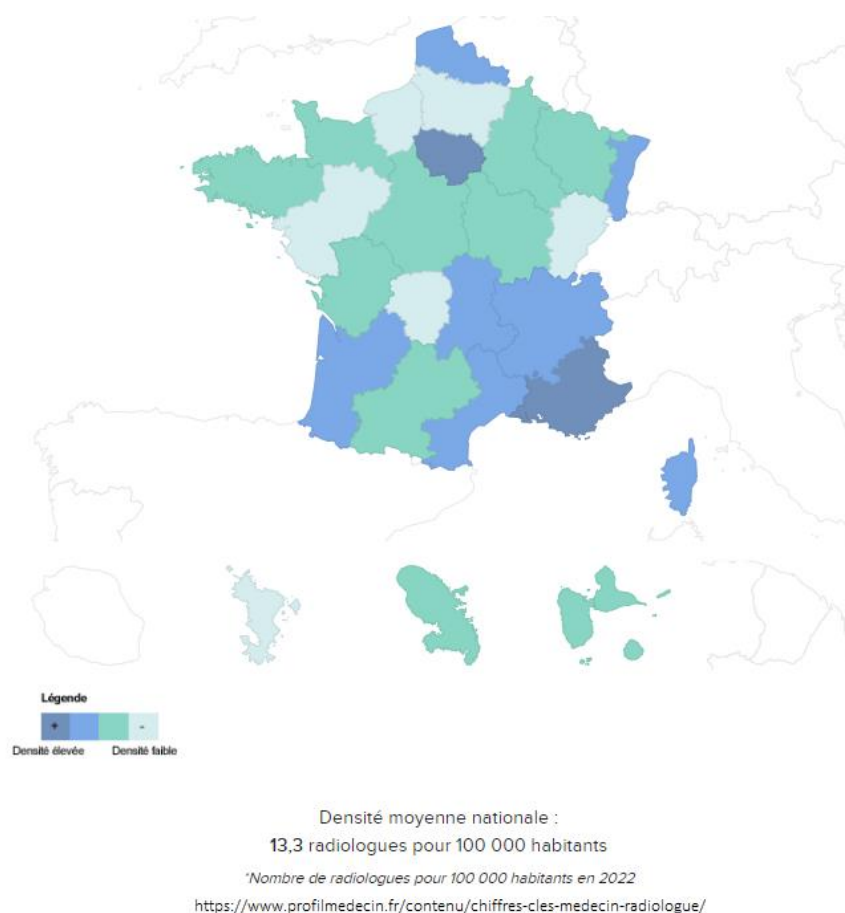 Légende
+ -
Densité élevée Densité faible
Densité moyenne nationale :
13,3 radiologues pour 100 000 habitants
*Nombre de radiologues pour 100 000 habitants en 2022
https://www.profilmedecin.fr/contenu/chiffres-cles-medecin-radiologue/